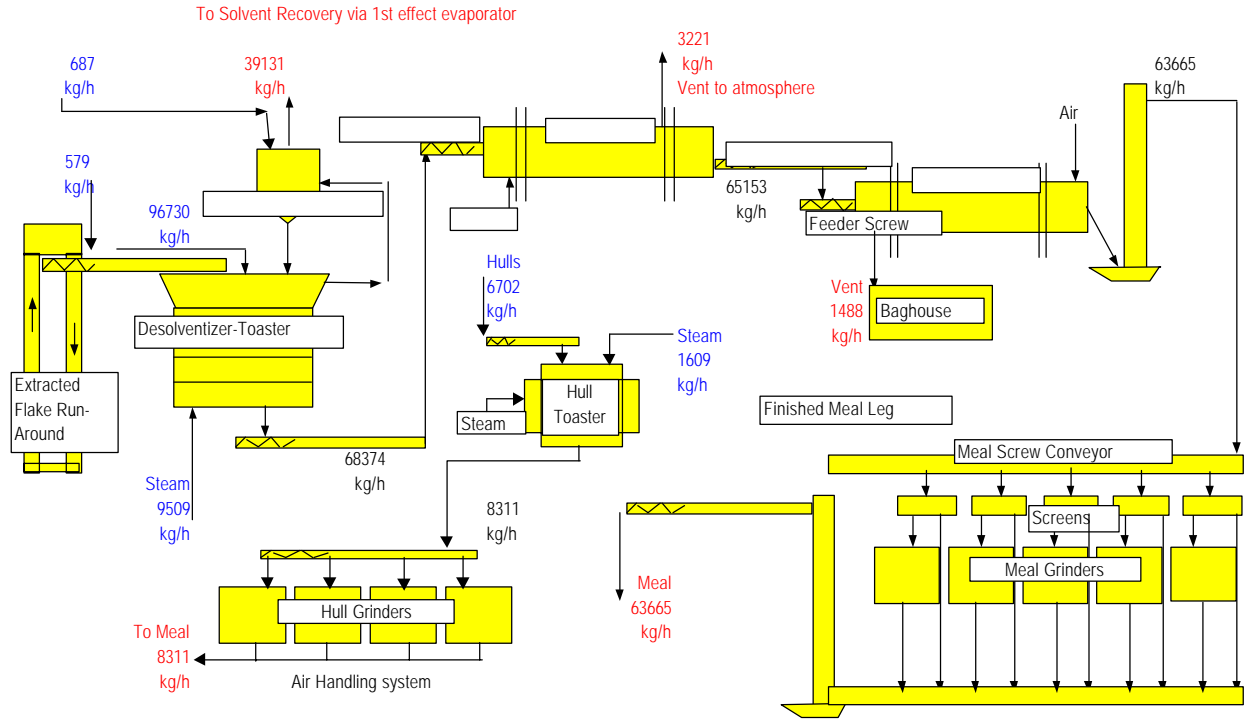 To Solvent Recovery via 1st effect evaporator
687
kg/h
39131
kg/h
3221
kg/h
Vent to atmosphere
63665
kg/h
Air
579
kg/h
96730
kg/h
65153
kg/h
Feeder Screw
Hulls
6702
kg/h
Vent
1488
kg/h
Baghouse
Desolventizer-Toaster
Steam
1609
kg/h
Extracted
Flake Run-
Around
Hull
Toaster
Steam
Finished Meal Leg
68374
kg/h
Meal Screw Conveyor
Steam
9509
kg/h
8311
kg/h
Screens
Meal Grinders
Meal
63665
kg/h
Hull Grinders
To Meal
8311
kg/h
Air Handling system